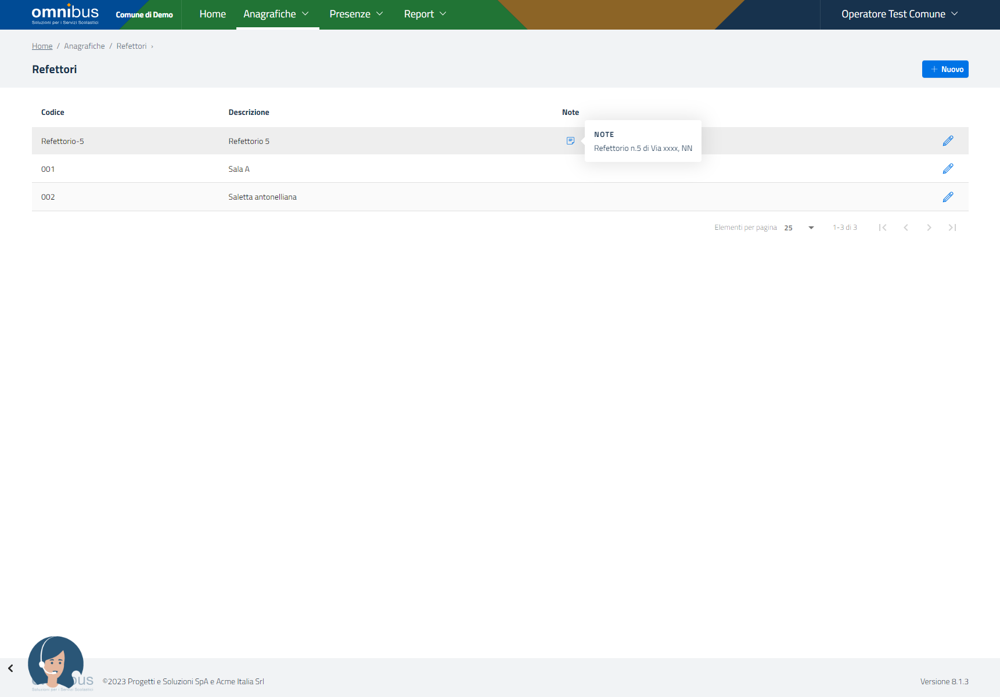 omnibus
Soluzioni per i Servizi Scolastici
Comune di Demo
Home
Anagrafiche
Presenze
Report
Operatore Test Comune
Home / Anagrafiche / Refettori ›
Refettori
+ Nuovo
Codice Descrizione Note
Refettorio-5 Refettorio 5
NOTE
Refettorio n.5 di Via xxxx, NN
001 Sala A
002 Saletta antonelliana
Elementi per pagina 25 1-3 di 3
©2023 Progetti e Soluzioni SpA e Acme Italia Srl
Soluzioni per i Servizi Scolastici
Versione 8.1.3